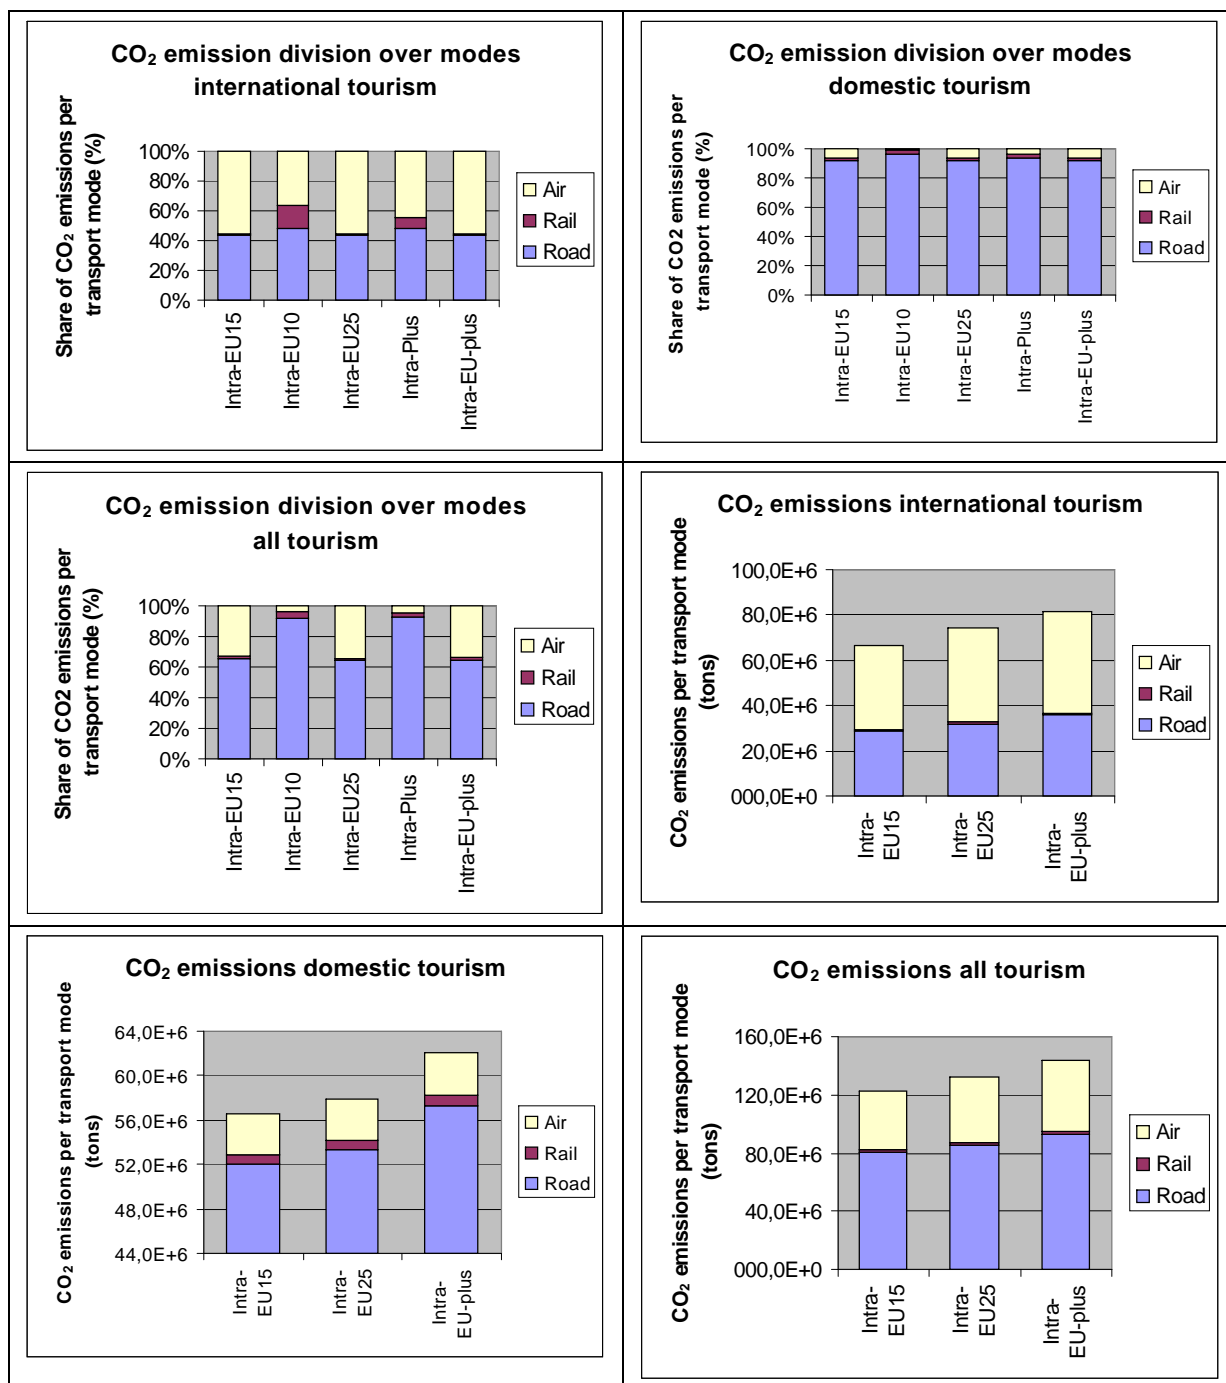 CO₂ emission division over modes
international tourism
Share of CO₂ emissions per
transport mode (%)
100%
80%
60%
40%
20%
0%
Intra-EU15
Intra-EU10
Intra-EU25
Intra-Plus
Intra-EU-plus
Air
Rail
Road
CO₂ emission division over modes
domestic tourism
Share of CO2 emissions per
transport mode (%)
100%
80%
60%
40%
20%
0%
Intra-EU15
Intra-EU10
Intra-EU25
Intra-Plus
Intra-EU-plus
Air
Rail
Road
CO₂ emission division over modes
all tourism
Share of CO2 emissions per
transport mode (%)
100%
80%
60%
40%
20%
0%
Intra-EU15
Intra-EU10
Intra-EU25
Intra-Plus
Intra-EU-plus
Air
Rail
Road
CO₂ emissions international tourism
CO₂ emissions per transport mode
(tons)
100,0E+6
80,0E+6
60,0E+6
40,0E+6
20,0E+6
000,0E+0
Intra-
EU15
Intra-
EU25
Intra-
EU-plus
Air
Rail
Road
CO₂ emissions domestic tourism
CO₂ emissions per transport mode
(tons)
64,0E+6
60,0E+6
56,0E+6
52,0E+6
48,0E+6
44,0E+6
Intra-
EU15
Intra-
EU25
Intra-
EU-plus
Air
Rail
Road
CO₂ emissions all tourism
CO₂ emissions per transport mode
(tons)
160,0E+6
120,0E+6
80,0E+6
40,0E+6
000,0E+0
Intra-
EU15
Intra-
EU25
Intra-
EU-plus
Air
Rail
Road